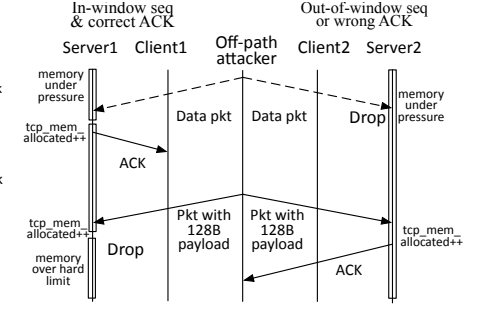 In-window seq
& correct ACK
Out-of-window seq
or wrong ACK
Server1
Client1
Off-path
attacker
Client2
Server2
memory
under
pressure
memory
under
pressure
Data pkt
Data pkt
Drop
tcp_mem_
allocated++
ACK
tcp_mem_
allocated++
Pkt with
128B
payload
Pkt with
128B
payload
tcp_mem_
allocated++
Drop
memory
over hard
limit
ACK